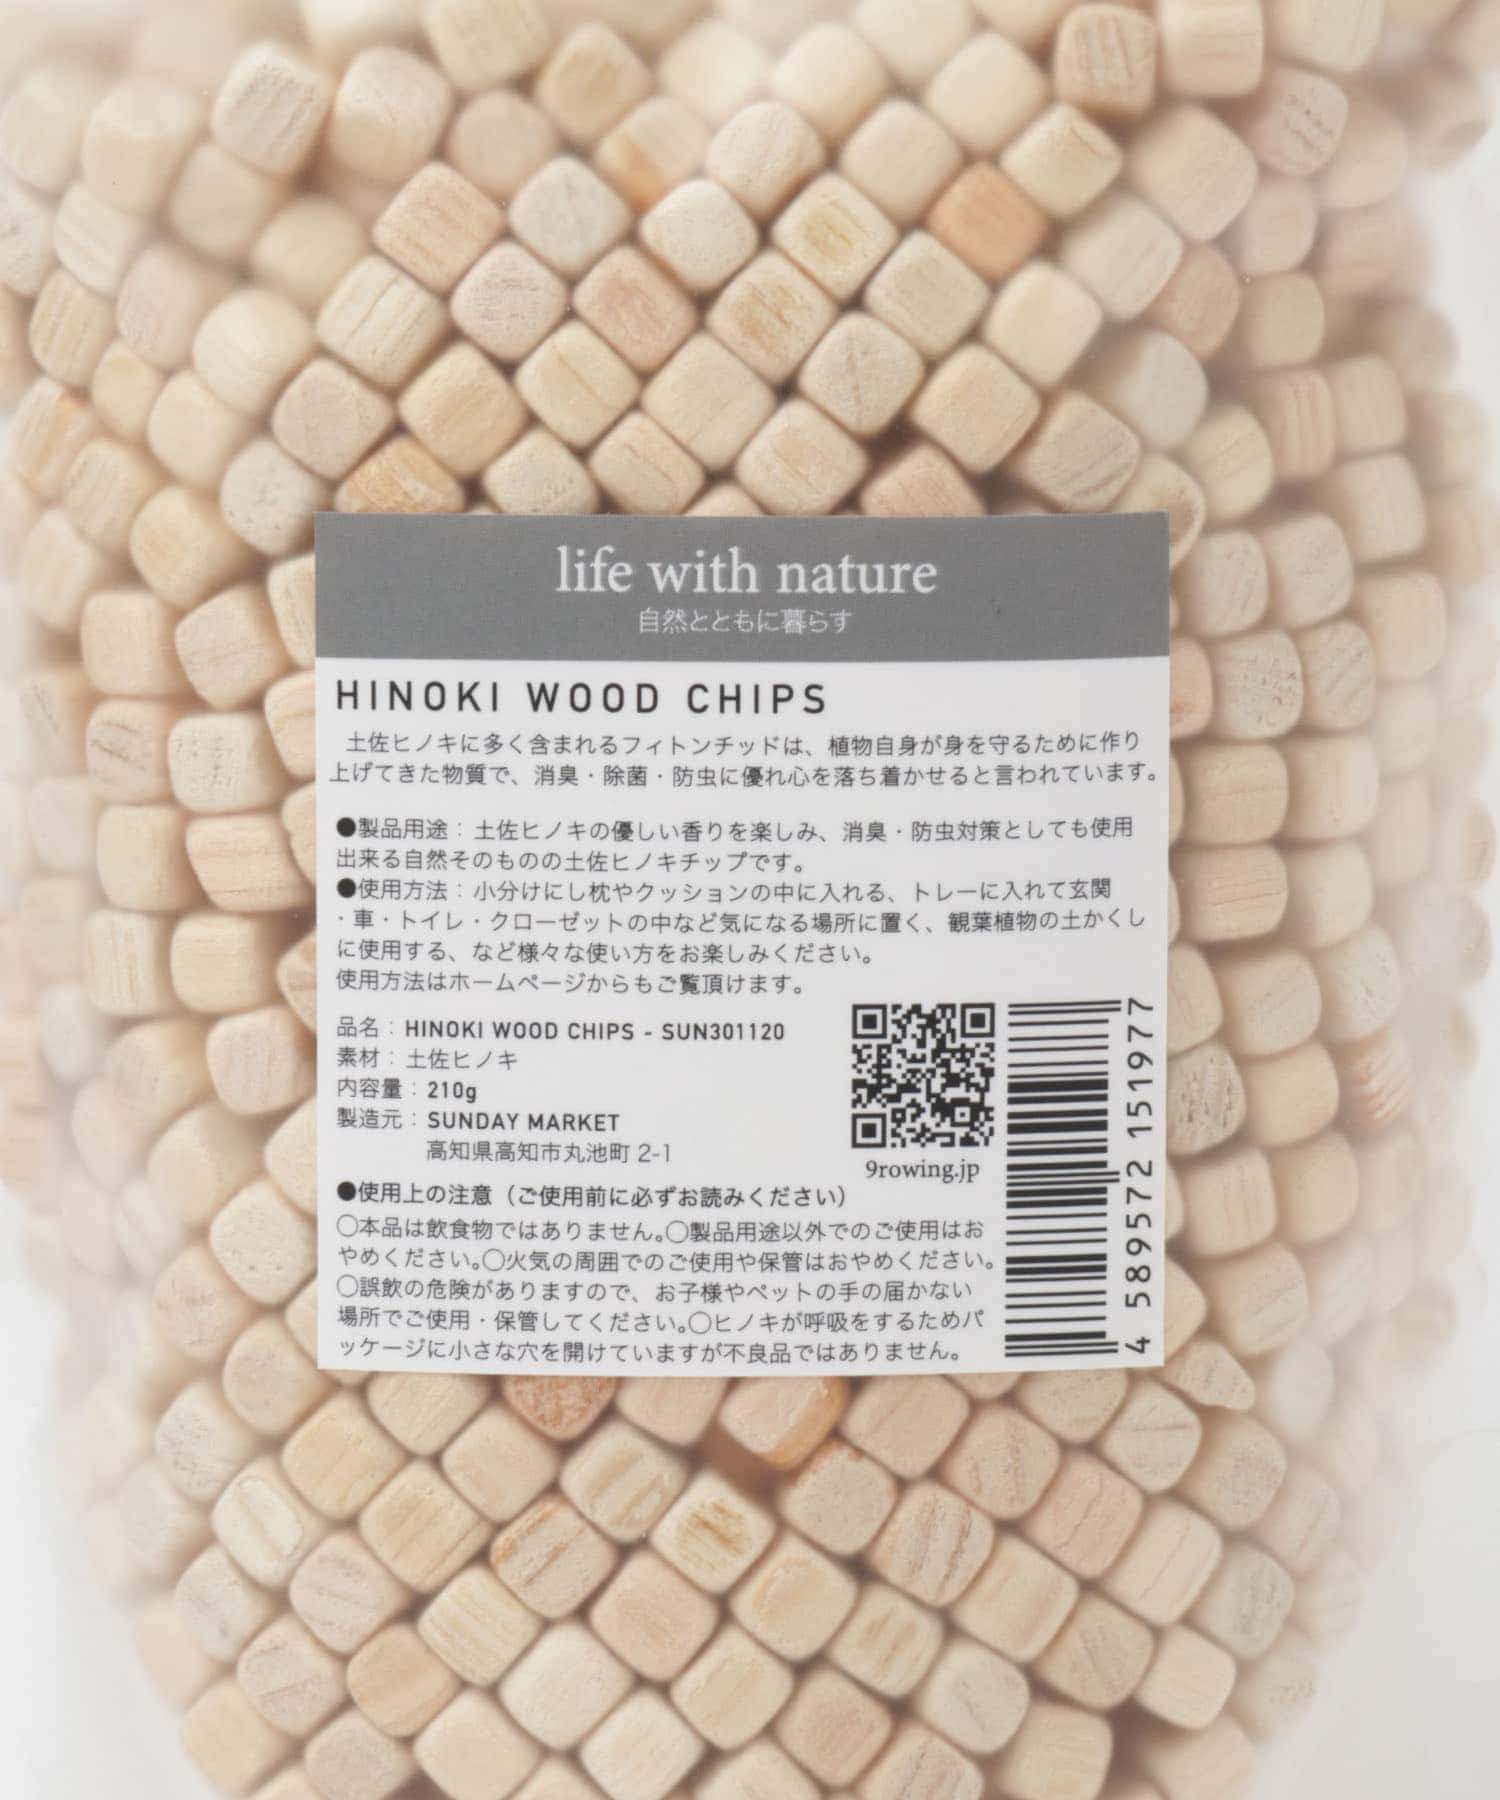 life with nature
自然とともに暮らす
HINOKI WOOD CHIPS
土佐ヒノキに多く含まれるフィトンチッドは、植物自身が身を守るために作り
上げてきた物質で、消臭・除菌・防虫に優れ心を落ち着かせると言われています。
●製品用途：土佐ヒノキの優しい香りを楽しみ、消臭・防虫対策としても使用
出来る自然そのものの土佐ヒノキチップです。
●使用方法：小分けにし枕やクッションの中に入れる、トレーに入れて玄関
・車・トイレ・クローゼットの中など気になる場所に置く、観葉植物の土かくし
に使用する、など様々な使い方をお楽しみください。
使用方法はホームページからもご覧頂けます。
品名：HINOKI WOOD CHIPS - SUN301120
素材：土佐ヒノキ
内容量：210g
製造元：SUNDAY MARKET
高知県高知市丸池町 2-1
9rowing.jp
4 589572 151977
●使用上の注意（ご使用前に必ずお読みください）
○本品は飲食物ではありません。○製品用途以外でのご使用はお
やめください。○火気の周囲でのご使用や保管はおやめください。
○誤飲の危険がありますので、お子様やペットの手の届かない
場所でご使用・保管してください。○ヒノキが呼吸をするためパ
ッケージに小さな穴を開けていますが不良品ではありません。